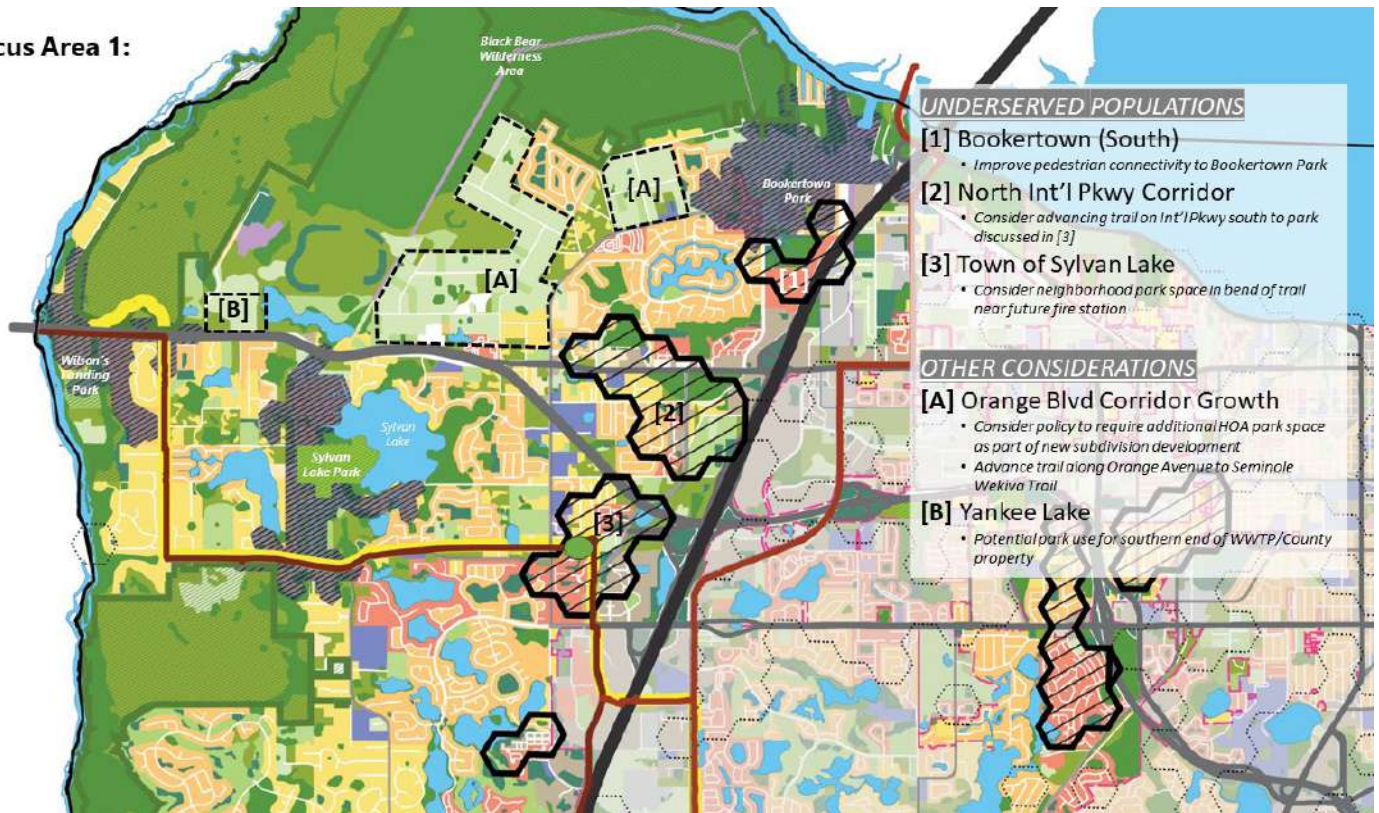 cus Area 1:
Black Bear
Wilderness
Area
UNDERSERVED POPULATIONS
[1] Bookertown (South)
• Improve pedestrian connectivity to Bookertown Park
[2] North Int'l Pkwy Corridor
• Consider advancing trail on Int'l Pkwy south to park
discussed in [3]
[3] Town of Sylvan Lake
• Consider neighborhood park space in bend of trail
near future fire station
OTHER CONSIDERATIONS
[A] Orange Blvd Corridor Growth
• Consider policy to require additional HOA park space
as part of new subdivision development
• Advance trail along Orange Avenue to Seminole
Wekiva Trail
[B] Yankee Lake
• Potential park use for southern end of WWTP/County
property
[A]
Bookertown
Park
[A]
[1]
[B]
Wilson's
Landing
Park
[2]
Sylvan
Lake
Sylvan
Lake Park
[3]